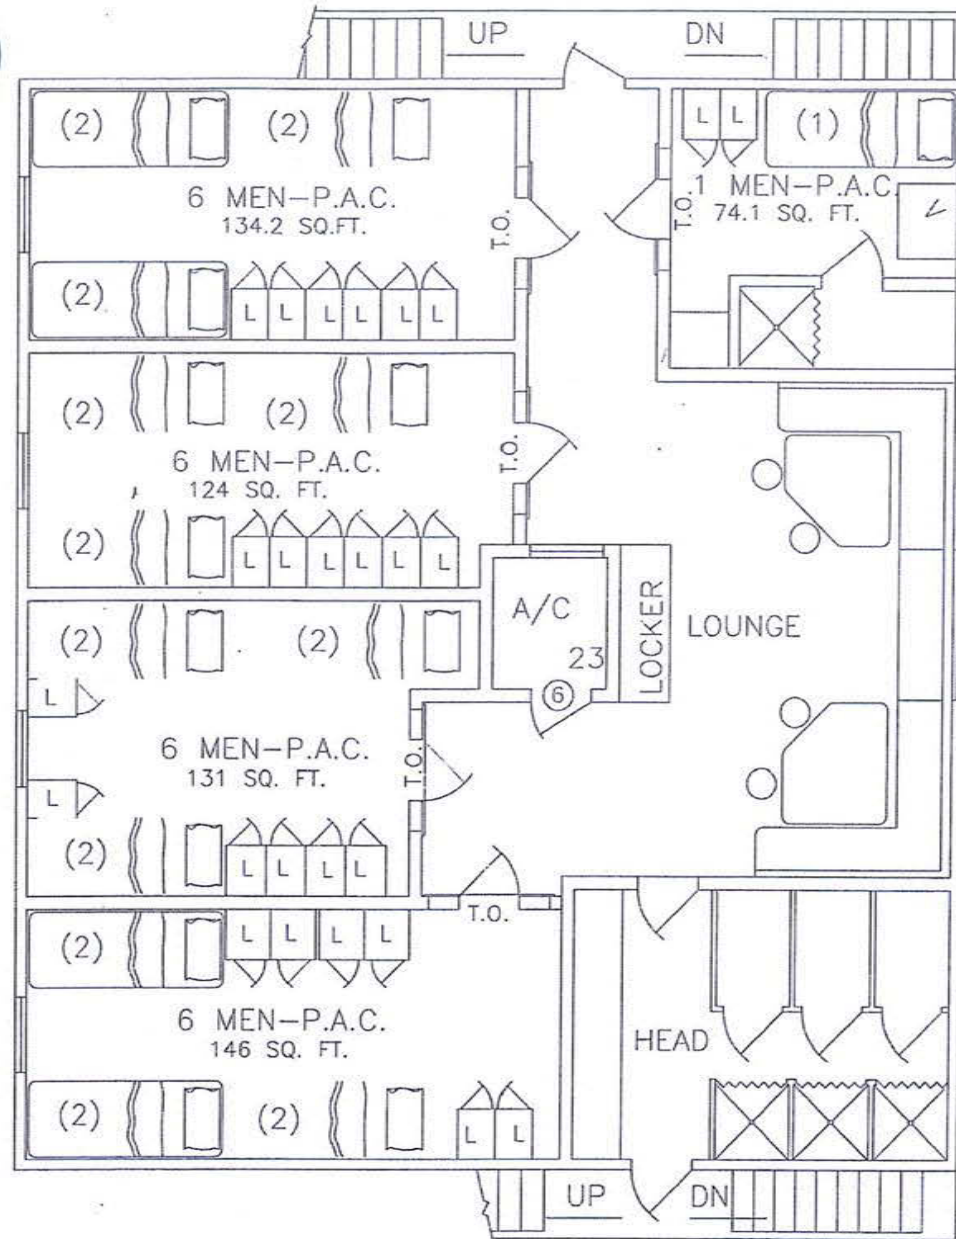 UP DN
(2) (2) L L (1)
6 MEN-P.A.C.
134.2 SQ.FT.
T.O.
1 MEN-P.A.C.
74.1 SQ. FT.
T.O.
(2) L L L L L L
(2) (2)
6 MEN-P.A.C.
124 SQ. FT.
T.O.
(2) L L L L L L
A/C
23
6
LOCKER
LOUNGE
(2) (2)
L
6 MEN-P.A.C.
131 SQ. FT.
T.O.
L
(2) L L L L
T.O.
(2) L L L L
6 MEN-P.A.C.
146 SQ. FT.
HEAD
(2) (2) L L
UP DN